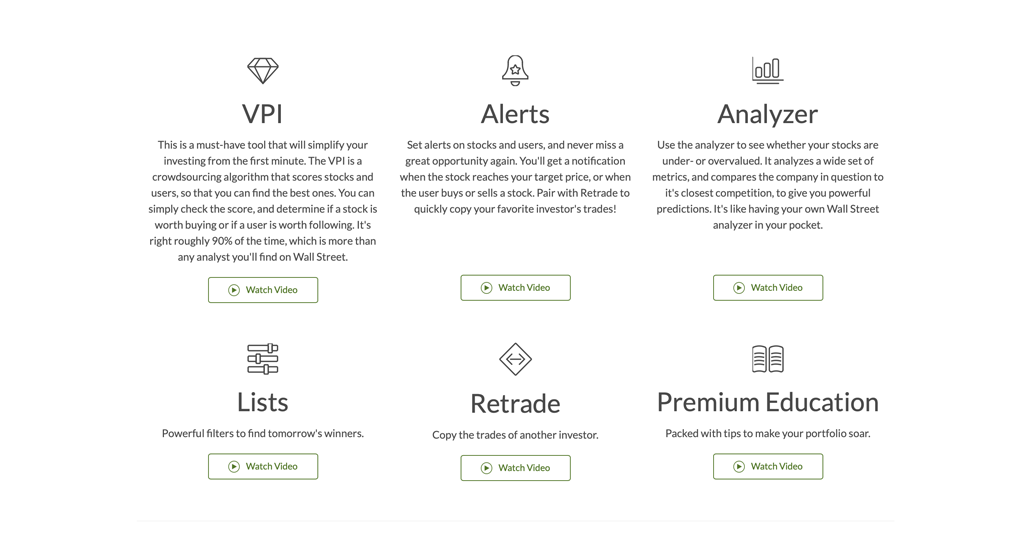 VPI
This is a must-have tool that will simplify your
investing from the first minute. The VPI is a
crowdsourcing algorithm that scores stocks and
users, so that you can find the best ones. You can
simply check the score, and determine if a stock is
worth buying or if a user is worth following. It's
right roughly 90% of the time, which is more than
any analyst you'll find on Wall Street.
Watch Video
Alerts
Set alerts on stocks and users, and never miss a
great opportunity again. You'll get a notification
when the stock reaches your target price, or when
the user buys or sells a stock. Pair with Retrade to
quickly copy your favorite investor's trades!
Watch Video
Analyzer
Use the analyzer to see whether your stocks are
under- or overvalued. It analyzes a wide set of
metrics, and compares the company in question to
it's closest competition, to give you powerful
predictions. It's like having your own Wall Street
analyzer in your pocket.
Watch Video
Lists
Powerful filters to find tomorrow's winners.
Watch Video
Retrade
Copy the trades of another investor.
Watch Video
Premium Education
Packed with tips to make your portfolio soar.
Watch Video